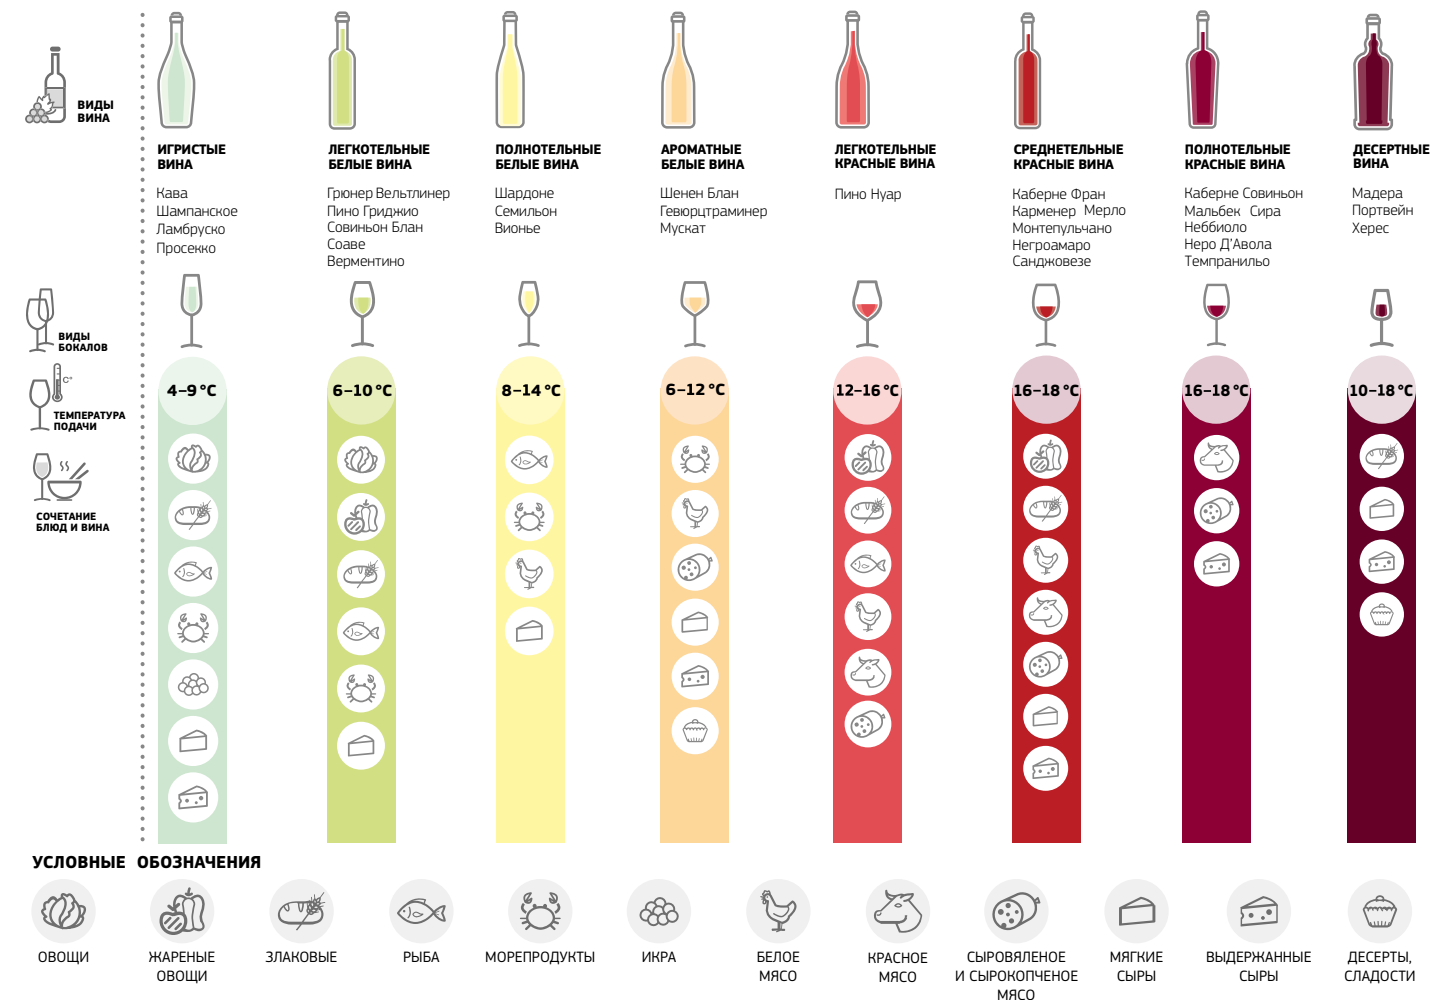 ВИДЫ
ВИНА
ИГРИСТЫЕ
ВИНА
Кава
Шампанское
Ламбруско
Просекко
ЛЕГКОТЕЛЬНЫЕ
БЕЛЫЕ ВИНА
Грюнер Вельтлинер
Пино Гриджио
Совиньон Блан
Соаве
Верментино
ПОЛНОТЕЛЬНЫЕ
БЕЛЫЕ ВИНА
Шардоне
Семильон
Вионье
АРОМАТНЫЕ
БЕЛЫЕ ВИНА
Шенен Блан
Гевюрцтраминер
Мускат
ЛЕГКОТЕЛЬНЫЕ
КРАСНЫЕ ВИНА
Пино Нуар
СРЕДНЕТЕЛЬНЫЕ
КРАСНЫЕ ВИНА
Каберне Фран
Карменер Мерло
Монтепульчано
Негроамаро
Санджовезе
ПОЛНОТЕЛЬНЫЕ
КРАСНЫЕ ВИНА
Каберне Совиньон
Мальбек Сира
Неббиоло
Неро Д'Авола
Темпранильо
ДЕСЕРТНЫЕ
ВИНА
Мадера
Портвейн
Херес
ВИДЫ
БОКАЛОВ
C°
ТЕМПЕРАТУРА
ПОДАЧИ
4–9 °C
6–10 °C
8–14 °C
6–12 °C
12–16 °C
16–18 °C
16–18 °C
10–18 °C
СОЧЕТАНИЕ
БЛЮД И ВИНА
УСЛОВНЫЕ ОБОЗНАЧЕНИЯ
ОВОЩИ
ЖАРЕНЫЕ
ОВОЩИ
ЗЛАКОВЫЕ
РЫБА
МОРЕПРОДУКТЫ
ИКРА
БЕЛОЕ
МЯСО
КРАСНОЕ
МЯСО
СЫРОВЯЛЕНОЕ
И СЫРОКОПЧЕНОЕ
МЯСО
МЯГКИЕ
СЫРЫ
ВЫДЕРЖАННЫЕ
СЫРЫ
ДЕСЕРТЫ,
СЛАДОСТИ